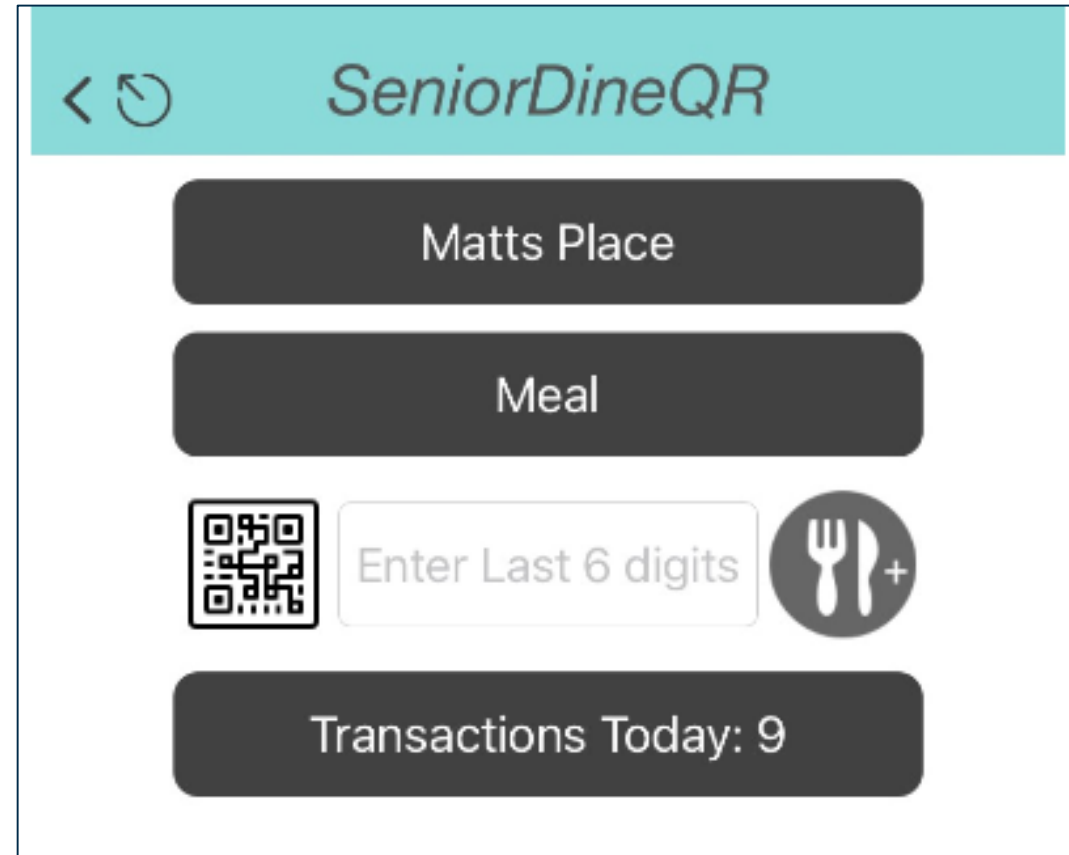 SeniorDineQR
Matts Place
Meal
Enter Last 6 digits
Transactions Today: 9